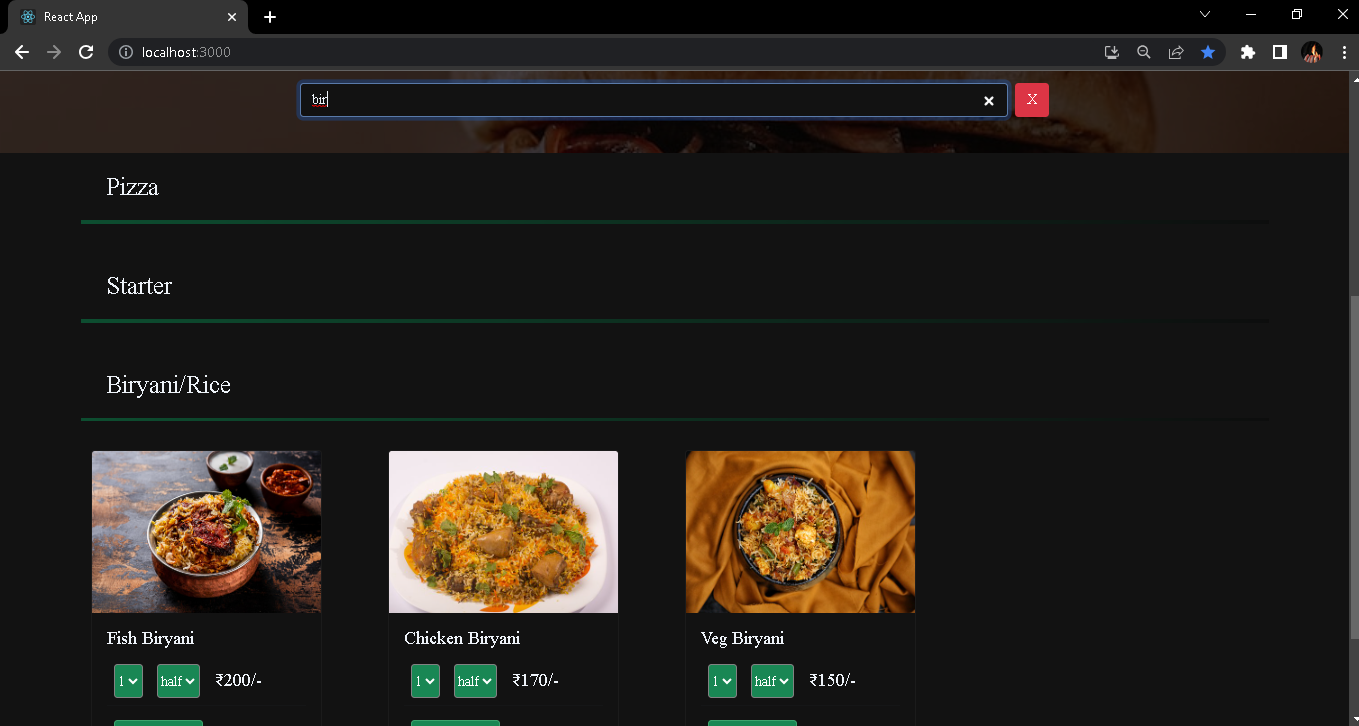 React App
localhost:3000
bir
X
Pizza
Starter
Biryani/Rice
Fish Biryani
Chicken Biryani
Veg Biryani
1 half ₹200/-
1 half ₹170/-
1 half ₹150/-